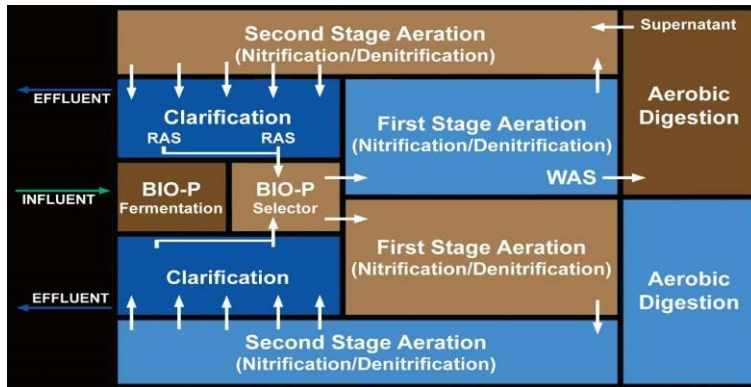 Second Stage Aeration
(Nitrification/Denitrification)
Supernatant
EFFLUENT
Clarification
RAS RAS
First Stage Aeration
(Nitrification/Denitrification)
Aerobic
Digestion
WAS
INFLUENT
BIO-P
Fermentation
BIO-P
Selector
First Stage Aeration
(Nitrification/Denitrification)
Clarification
EFFLUENT
Aerobic
Digestion
Second Stage Aeration
(Nitrification/Denitrification)